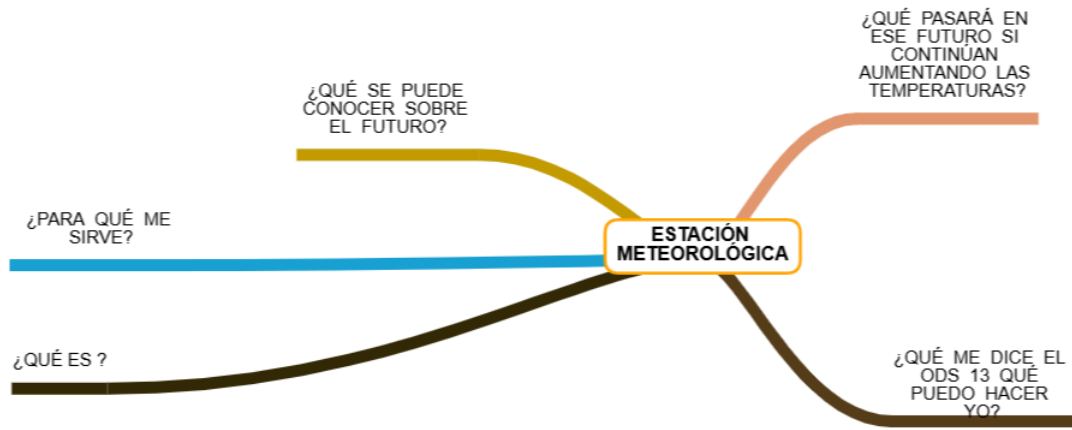 ¿QUÉ PASARÁ EN
ESE FUTURO SI
CONTINÚAN
AUMENTANDO LAS
TEMPERATURAS?
¿QUÉ SE PUEDE
CONOCER SOBRE
EL FUTURO?
¿PARA QUÉ ME
SIRVE?
ESTACIÓN
METEOROLÓGICA
¿QUÉ ES ?
¿QUÉ ME DICE EL
ODS 13 QUÉ
PUEDO HACER
YO?